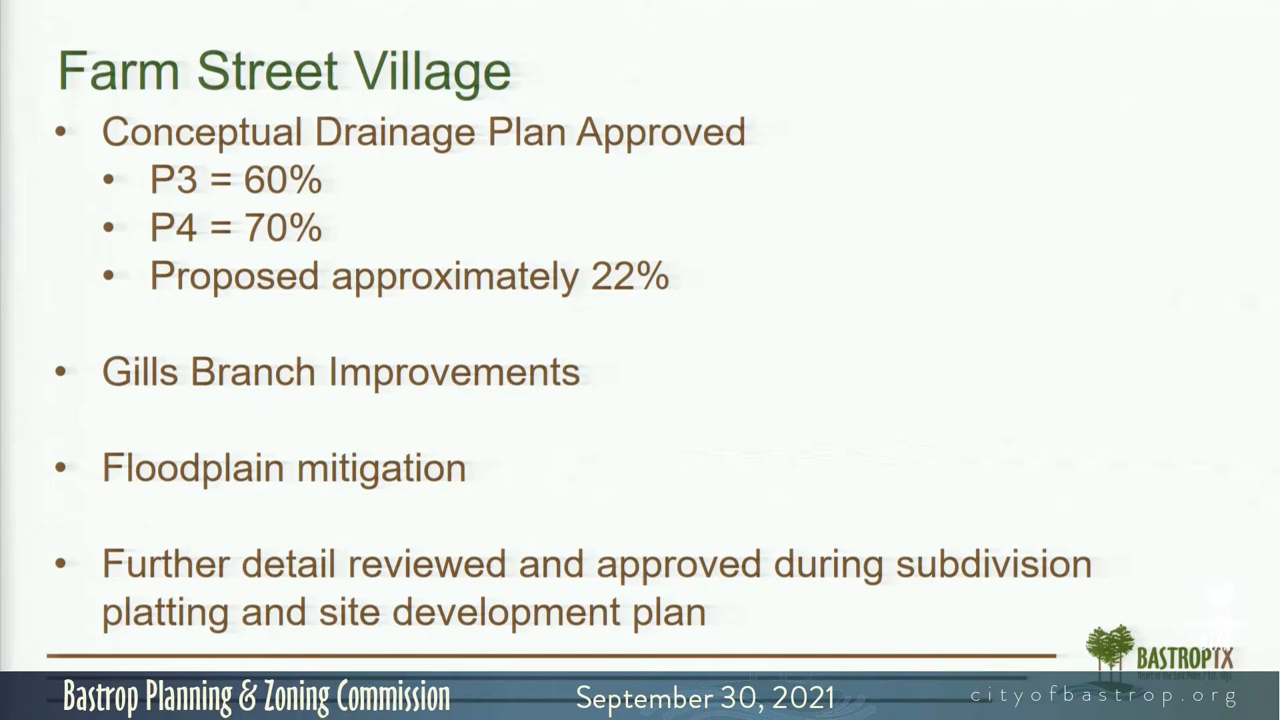 Farm Street Village
• Conceptual Drainage Plan Approved
• P3 = 60%
• P4 = 70%
• Proposed approximately 22%
• Gills Branch Improvements
• Floodplain mitigation
• Further detail reviewed and approved during subdivision
platting and site development plan
BASTROPTX
Bastrop Planning & Zoning Commission
September 30, 2021
cityofbastrop.org